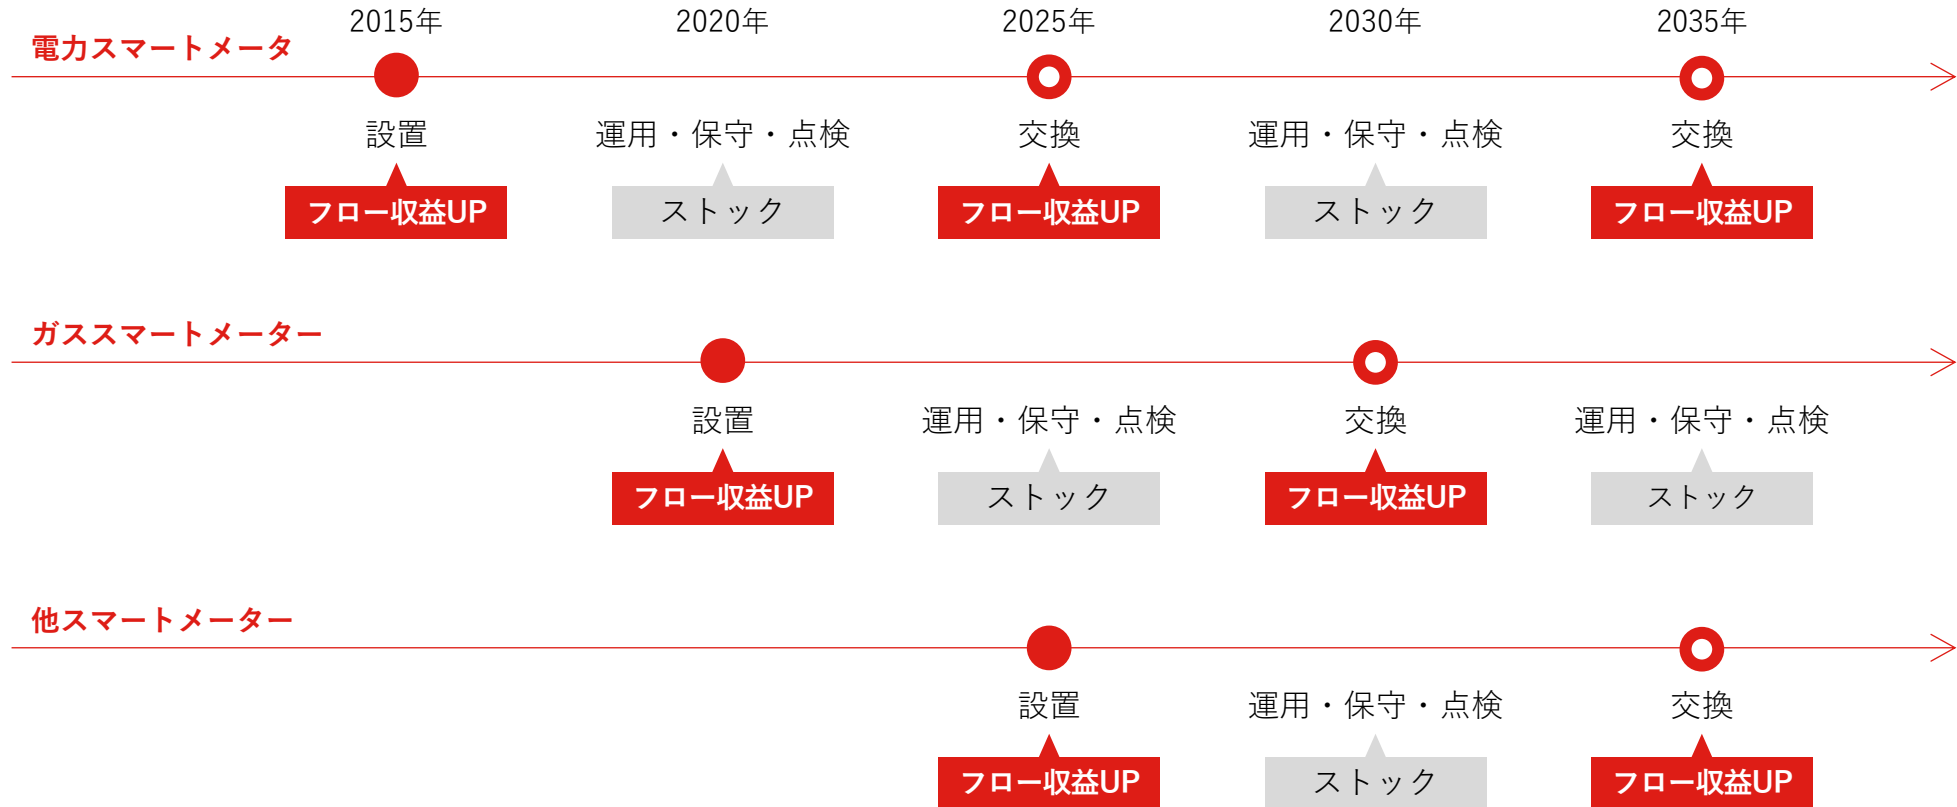 2015年 2020年 2025年 2030年 2035年
電力スマートメータ
設置 運用・保守・点検 交換 運用・保守・点検 交換
フロー収益UP ストック フロー収益UP ストック フロー収益UP
ガススマートメーター
設置 運用・保守・点検 交換 運用・保守・点検
フロー収益UP ストック フロー収益UP ストック
他スマートメーター
設置 運用・保守・点検 交換
フロー収益UP ストック フロー収益UP